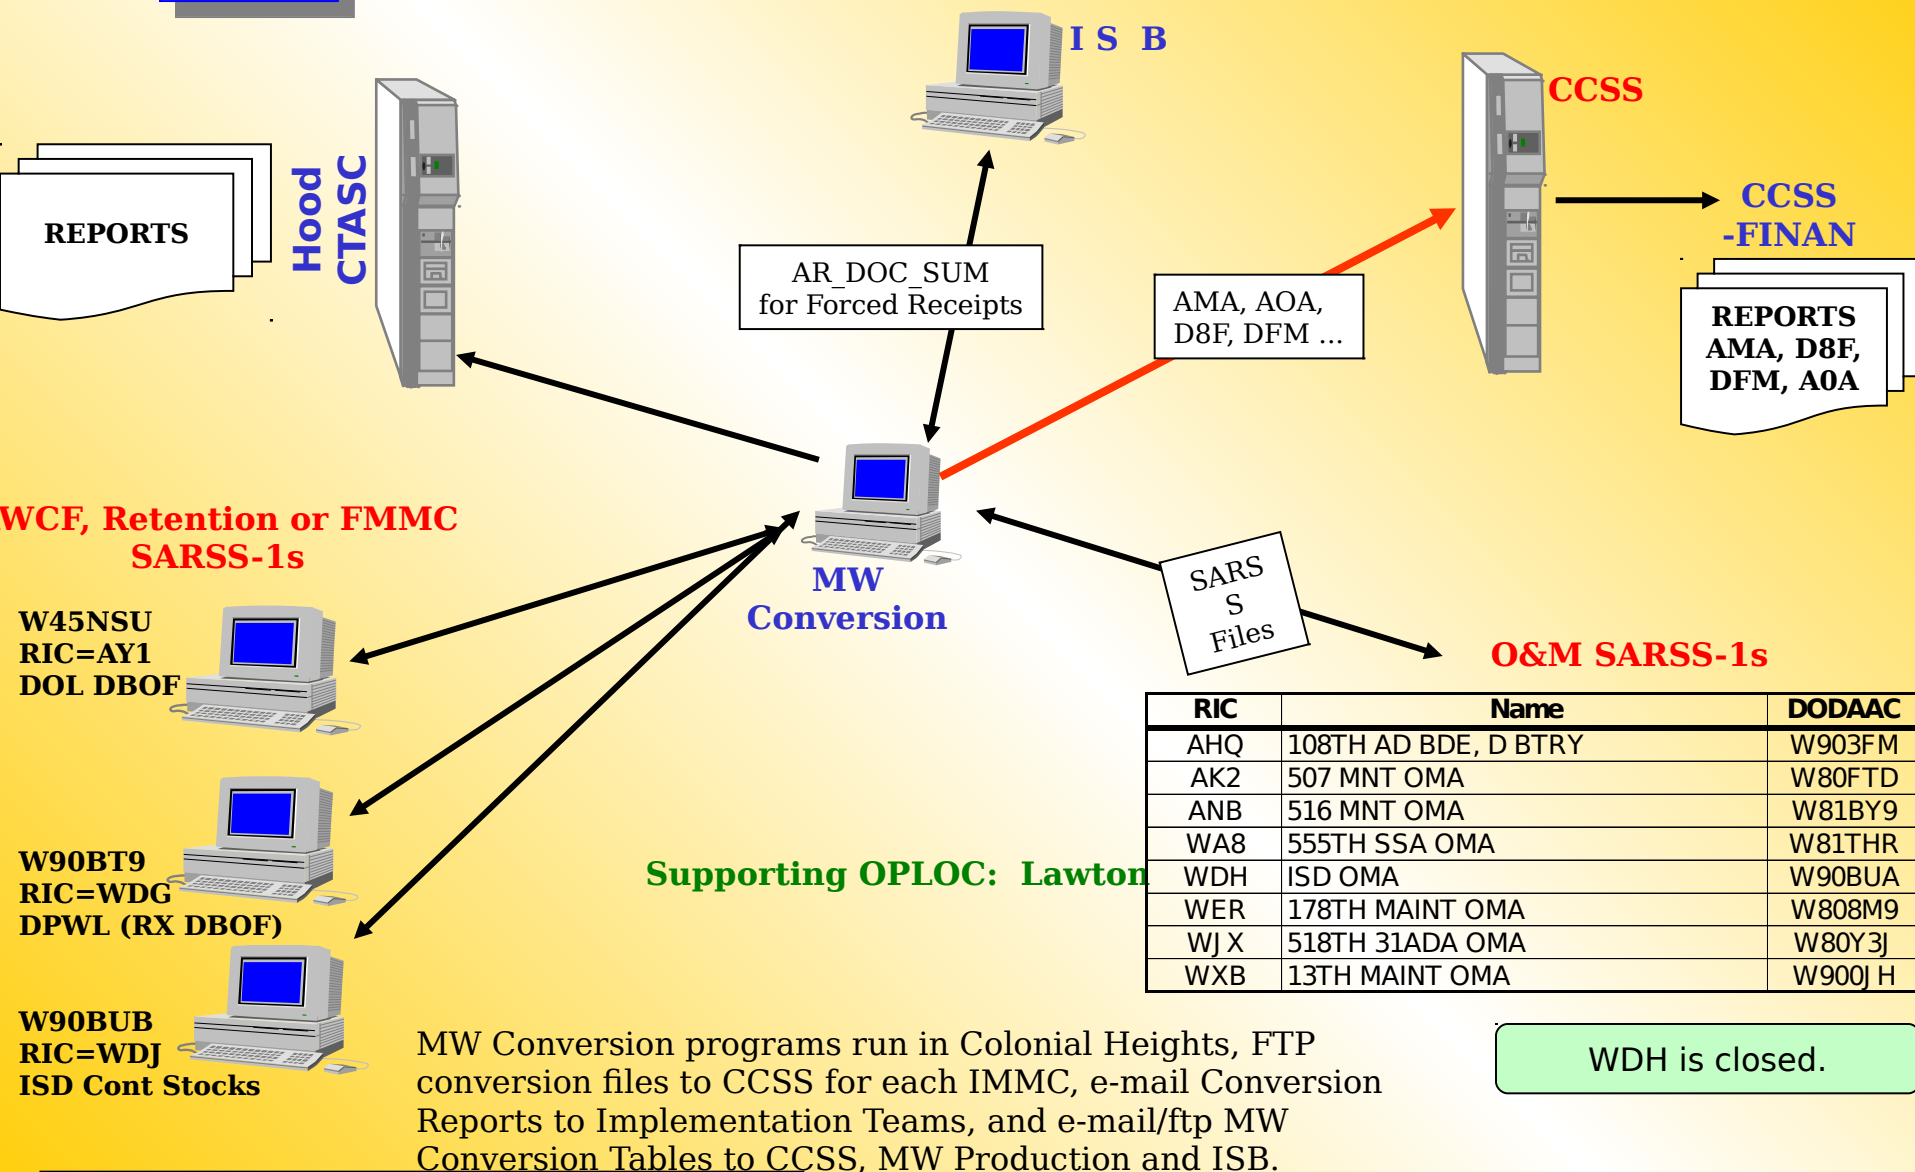 I S B
CCSS
Hood
CTASC
REPORTS
CCSS
-FINAN
AR_DOC_SUM
for Forced Receipts
AMA, AOA,
D8F, DFM ...
REPORTS
AMA, D8F,
DFM, A0A
WCF, Retention or FMMC
SARSS-1s
MW
Conversion
SARS
S
Files
W45NSU
RIC=AY1
DOL DBOF
O&M SARSS-1s
RIC Name DODAAC
AHQ 108TH AD BDE, D BTRY W903FM
AK2 507 MNT OMA W80FTD
ANB 516 MNT OMA W81BY9
WA8 555TH SSA OMA W81THR
WDH ISD OMA W90BUA
WER 178TH MAINT OMA W808M9
WJX 518TH 31ADA OMA W80Y3J
WXB 13TH MAINT OMA W900JH
W90BT9
RIC=WDG
DPWL (RX DBOF)
Supporting OPLOC: Lawton
W90BUB
RIC=WDJ
ISD Cont Stocks
MW Conversion programs run in Colonial Heights, FTP
conversion files to CCSS for each IMMC, e-mail Conversion
Reports to Implementation Teams, and e-mail/ftp MW
Conversion Tables to CCSS, MW Production and ISB.
WDH is closed.